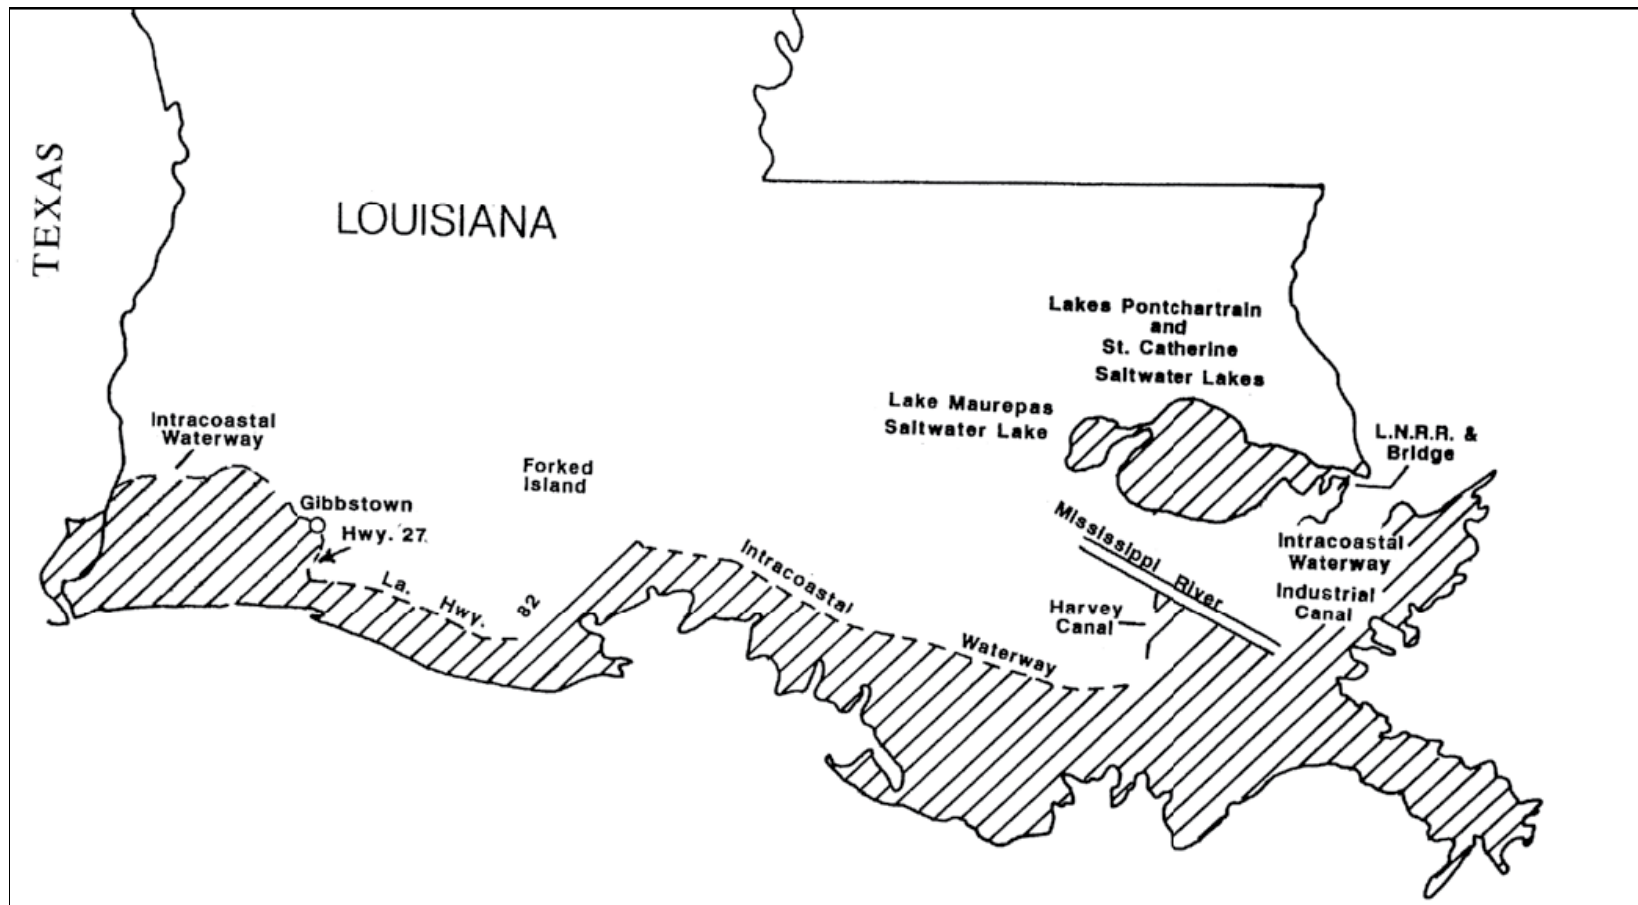 TEXAS
LOUISIANA
Lakes Pontchartrain
and
St. Catherine
Saltwater Lakes
Lake Maurepas
Saltwater Lake
L.N.R.R. &
Bridge
Intracoastal
Waterway
Forked
Island
Gibbstown
Hwy. 27
La. Hwy. 82
Intracoastal Waterway
Mississippi River
Harvey
Canal
Intracoastal
Waterway
Industrial
Canal